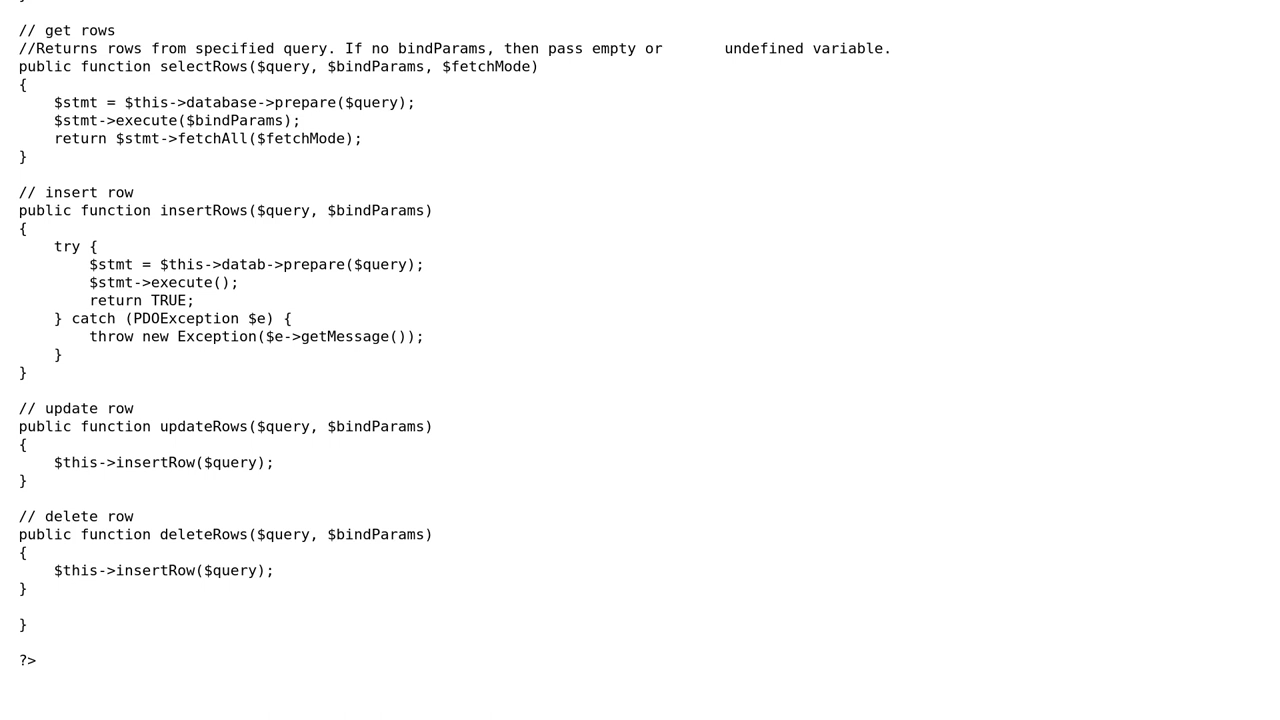 // get rows
//Returns rows from specified query. If no bindParams, then pass empty or       undefined variable.
public function selectRows($query, $bindParams, $fetchMode)
{
    $stmt = $this->database->prepare($query);
    $stmt->execute($bindParams);
    return $stmt->fetchAll($fetchMode);
}

// insert row
public function insertRows($query, $bindParams)
{
    try {
        $stmt = $this->datab->prepare($query);
        $stmt->execute();
        return TRUE;
    } catch (PDOException $e) {
        throw new Exception($e->getMessage());
    }
}

// update row
public function updateRows($query, $bindParams)
{
    $this->insertRow($query);
}

// delete row
public function deleteRows($query, $bindParams)
{
    $this->insertRow($query);
}

}

?>